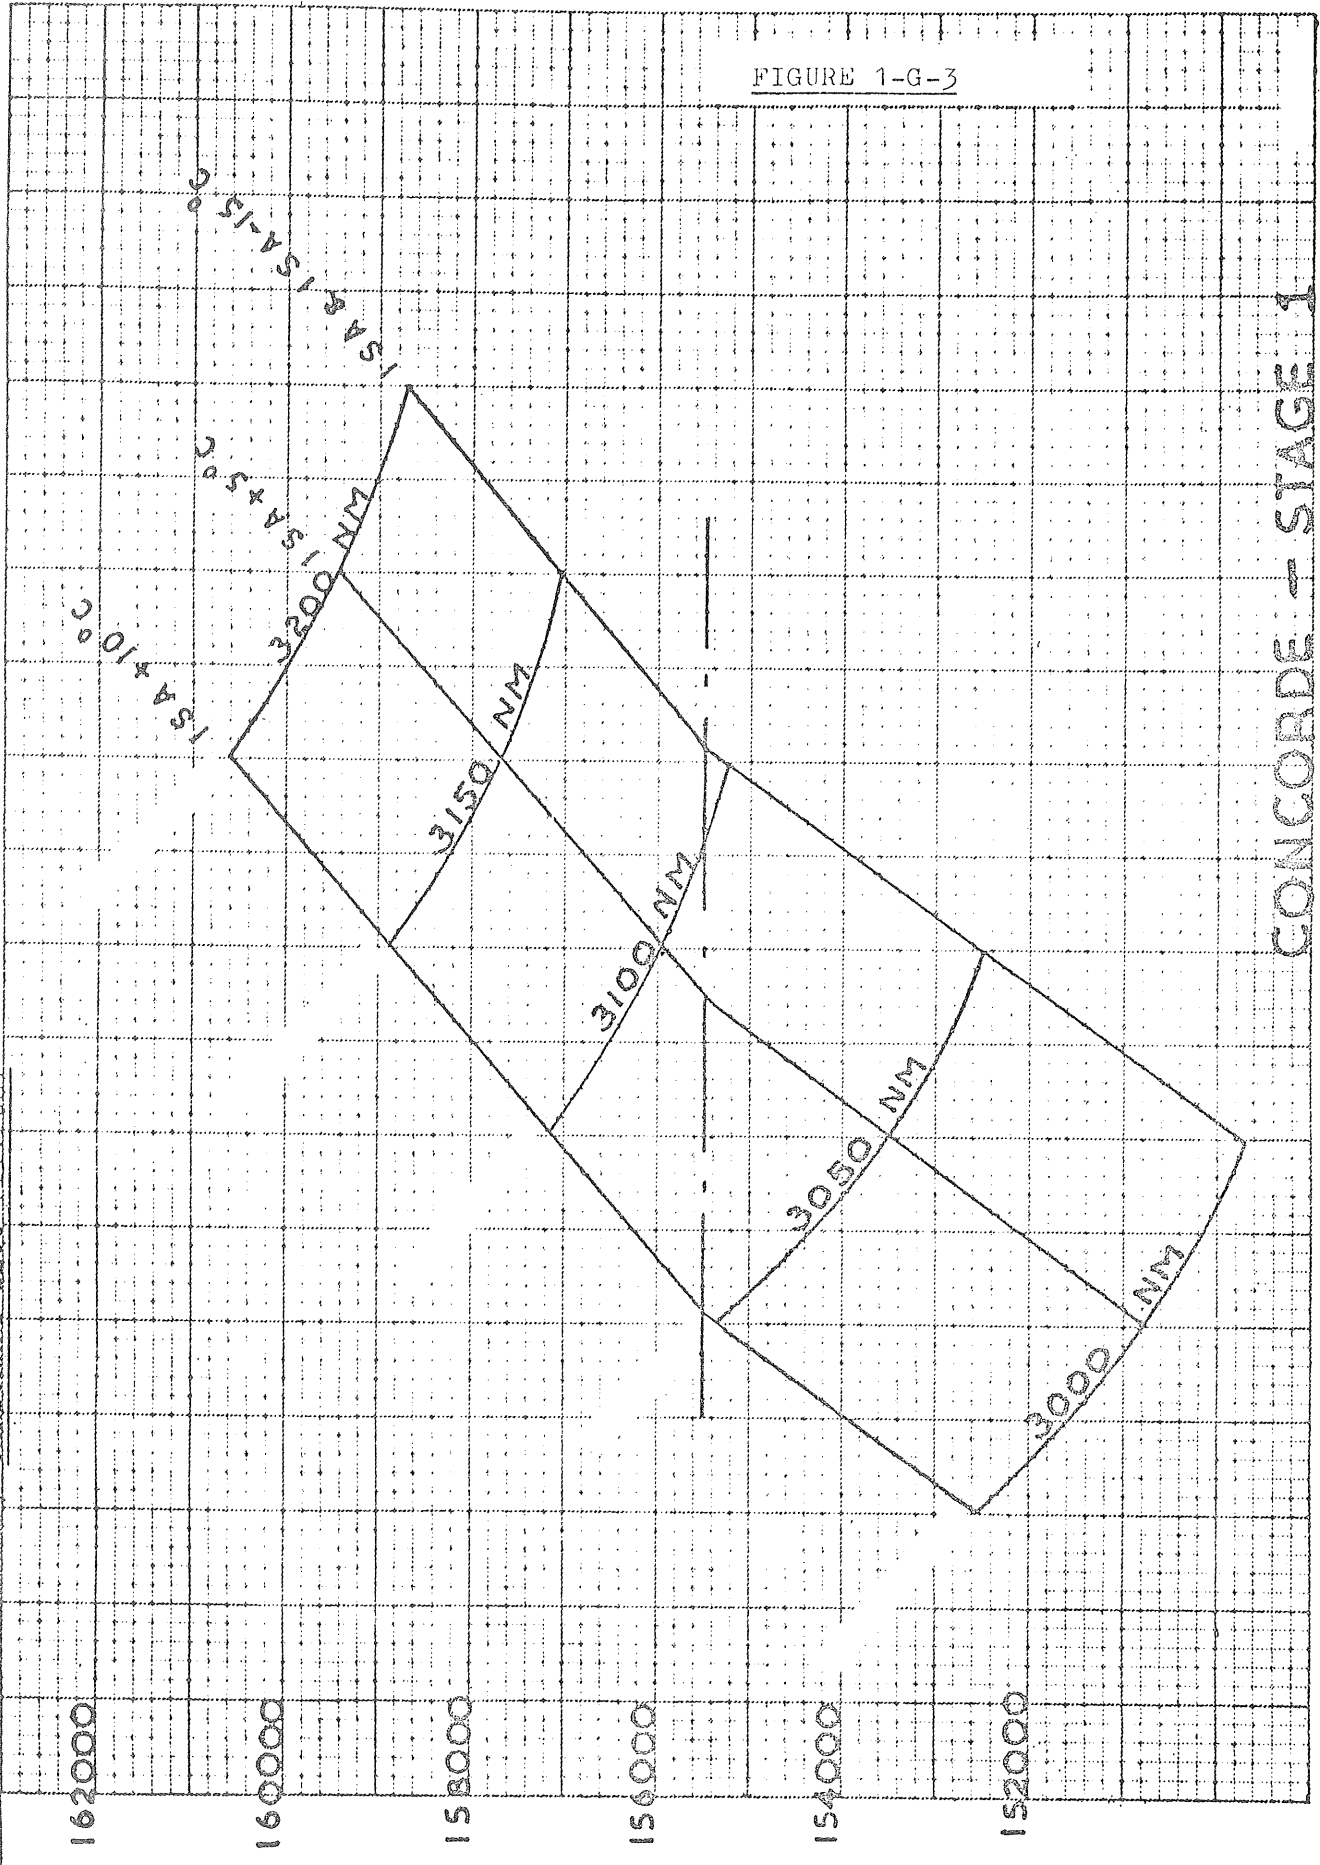 FIGURE 1-G-3
ISA+10 °C
ISA+5 °C
ISA & ISA-15 °C
3200 NM
3150 NM
3100 NM
3050 NM
3000 NM
162000
160000
158000
156000
154000
152000
CONCORDE - STAGE 1